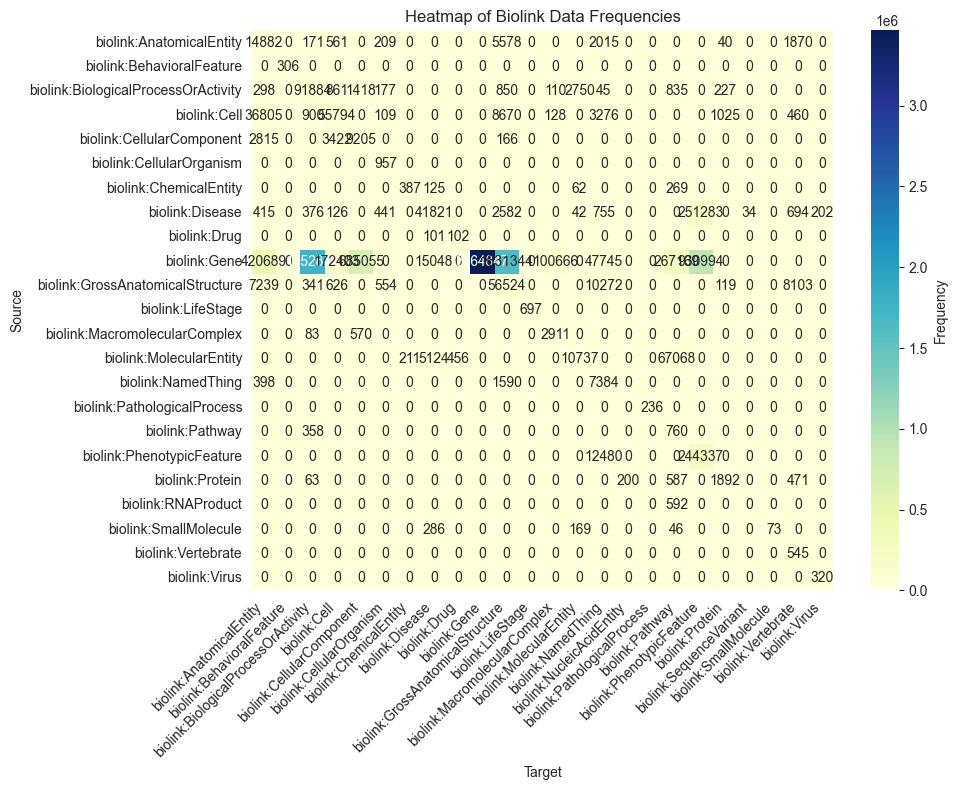 Heatmap of Biolink Data Frequencies
1e6
biolink:AnatomicalEntity 14882 0 171 561 0 209 0 0 0 0 5578 0 0 0 2015 0 0 0 0 40 0 0 1870 0
biolink:BehavioralFeature 0 306 0 0 0 0 0 0 0 0 0 0 0 0 0 0 0 0 0 0 0 0 0 0
biolink:BiologicalProcessOrActivity 298 0 1418 177 0 0 0 0 850 0 110 2750 45 0 0 835 0 227 0 0 0 0
biolink:Cell 36805 0 55794 0 109 0 0 0 0 8670 0 128 0 3276 0 0 0 0 1025 0 0 460 0
biolink:CellularComponent 2815 0 0 0 0 0 0 0 166 0 0 0 0 0 0 0 0 0 0 0 0 0
biolink:CellularOrganism 0 0 0 0 0 957 0 0 0 0 0 0 0 0 0 0 0 0 0 0 0 0 0 0
biolink:ChemicalEntity 0 0 0 0 0 0 387 125 0 0 0 0 0 62 0 0 0 269 0 0 0 0 0 0
biolink:Disease 415 0 376 126 0 441 0 41821 0 0 2582 0 0 42 755 0 0 0 251283 0 34 0 694 202
biolink:Drug 0 0 0 0 0 0 0 101 102 0 0 0 0 0 0 0 0 0 0 0 0 0 0 0
biolink:Gene 420689 0 15048 0 100666 0 47745 0 0 0 0 0 0
biolink:GrossAnatomicalStructure 7239 0 341 626 0 554 0 0 0 0 56524 0 0 0 10272 0 0 0 0 119 0 0 8103 0
biolink:LifeStage 0 0 0 0 0 0 0 0 0 0 0 697 0 0 0 0 0 0 0 0 0 0 0 0
biolink:MacromolecularComplex 0 0 83 0 570 0 0 0 0 0 0 0 2911 0 0 0 0 0 0 0 0 0 0 0
biolink:MolecularEntity 0 0 0 0 0 0 211 456 0 0 0 0 10737 0 0 0 67068 0 0 0 0 0 0
biolink:NamedThing 398 0 0 0 0 0 0 0 0 0 1590 0 0 0 7384 0 0 0 0 0 0 0 0 0
biolink:PathologicalProcess 0 0 0 0 0 0 0 0 0 0 0 0 0 0 0 0 236 0 0 0 0 0 0 0
biolink:Pathway 0 0 358 0 0 0 0 0 0 0 0 0 0 0 0 0 0 760 0 0 0 0 0 0
biolink:PhenotypicFeature 0 0 0 0 0 0 0 0 0 0 0 0 0 0 12480 0 0 0 244337 0 0 0 0 0
biolink:Protein 0 0 63 0 0 0 0 0 0 0 0 0 0 0 0 200 0 587 0 1892 0 0 471 0
biolink:RNAProduct 0 0 0 0 0 0 0 0 0 0 0 0 0 0 0 0 0 592 0 0 0 0 0 0
biolink:SmallMolecule 0 0 0 0 0 0 0 286 0 0 0 0 0 169 0 0 0 46 0 0 0 73 0 0
biolink:Vertebrate 0 0 0 0 0 0 0 0 0 0 0 0 0 0 0 0 0 0 0 0 0 0 545 0
biolink:Virus 0 0 0 0 0 0 0 0 0 0 0 0 0 0 0 0 0 0 0 0 0 0 0 320
Source
biolink:AnatomicalEntity
biolink:BehavioralFeature
biolink:BiologicalProcessOrActivity
biolink:Cell
biolink:CellularComponent
biolink:CellularOrganism
biolink:ChemicalEntity
biolink:Disease
biolink:Drug
biolink:Gene
biolink:GrossAnatomicalStructure
biolink:LifeStage
biolink:MacromolecularComplex
biolink:MolecularEntity
biolink:NamedThing
biolink:NucleicAcidEntity
biolink:PathologicalProcess
biolink:Pathway
biolink:PhenotypicFeature
biolink:Protein
biolink:SequenceVariant
biolink:SmallMolecule
biolink:Vertebrate
biolink:Virus
Target
3.0
2.5
2.0
1.5
1.0
0.5
0.0
Frequency